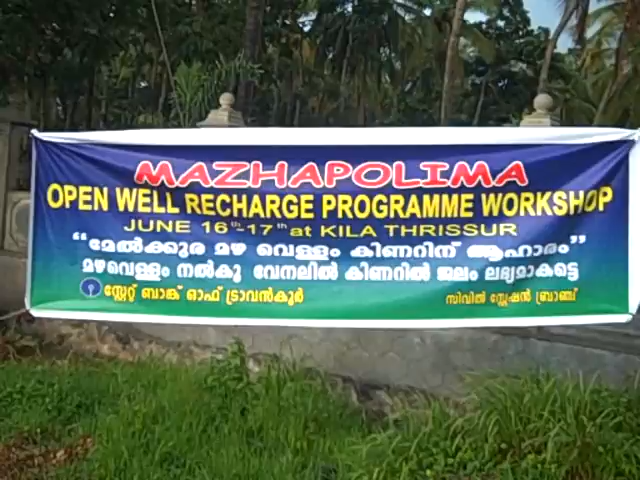 MAZHAPOLIMA
OPEN WELL RECHARGE PROGRAMME WORKSHOP
JUNE 16th-17th at KILA THRISSUR
“മേൽക്കുര മഴ വെള്ളം കിണറിന് ആഹാരം”
മഴവെള്ളം നൽകൂ വേനലിൽ കിണറിൽ ജലം ലഭ്യമാകട്ടെ
സ്റ്റേറ്റ് ബാങ്ക് ഓഫ് ട്രാവൻകൂർ സിവിൽ സ്റ്റേഷൻ ബ്രാഞ്ച്